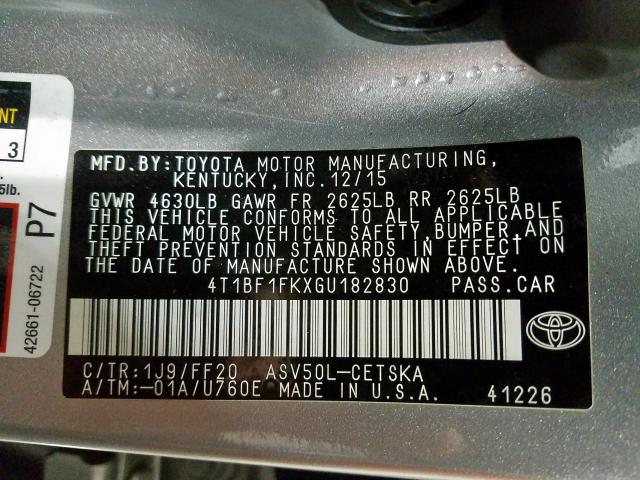 NT
3
5lb.
P7
42661-06722
MFD.BY:TOYOTA MOTOR MANUFACTURING,
KENTUCKY,INC.12/15
GVWR 4630LB GAWR FR 2625LB RR 2625LB
THIS VEHICLE CONFORMS TO ALL APPLICABLE
FEDERAL MOTOR VEHICLE SAFETY,BUMPER,AND
THEFT PREVENTION STANDARDS IN EFFECT ON
THE DATE OF MANUFACTURE SHOWN ABOVE.
4T1BF1FKXGU182830 PASS.CAR
C/TR:1J9/FF20 ASV50L-CETSKA
A/TM:-01A/U760E MADE IN U.S.A. 41226